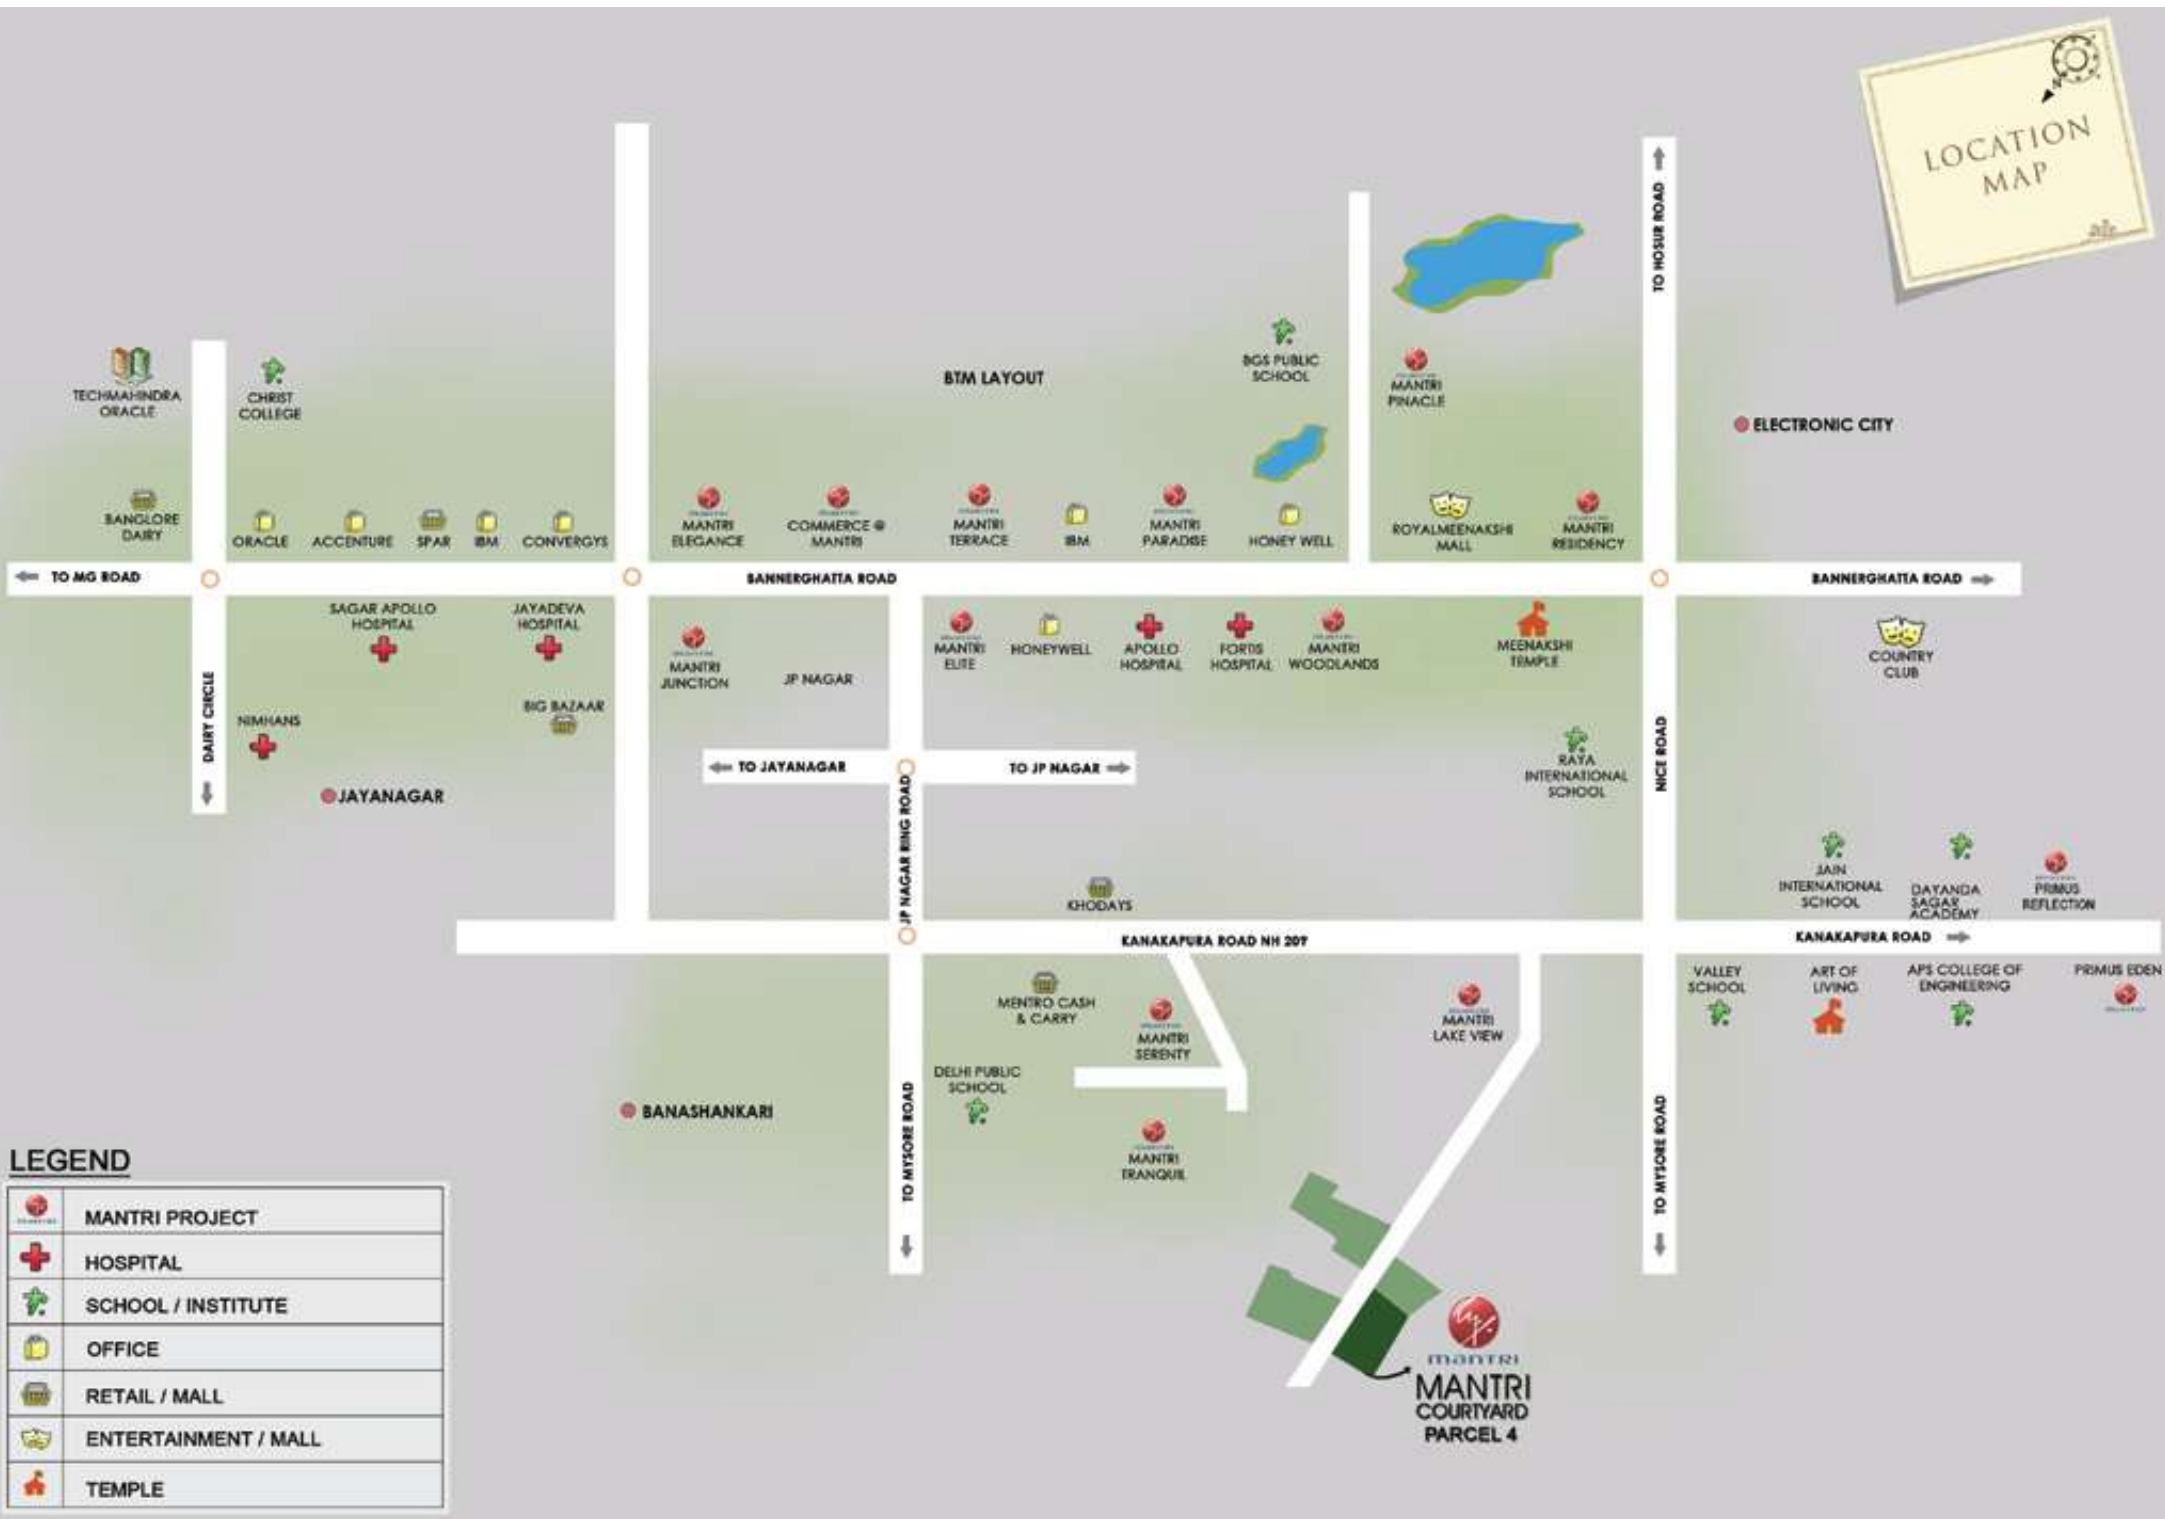 LOCATION
MAP
TO HOSUR ROAD
TECHMAHINDRA
ORACLE
CHRIST
COLLEGE
BTM LAYOUT
BGS PUBLIC
SCHOOL
MANTRI
PINACLE
ELECTRONIC CITY
BANGLORE
DAIRY
ORACLE
ACCENTURE
SPAR
IBM
CONVERGYS
MANTRI
ELEGANCE
COMMERCE @
MANTRI
MANTRI
TERRACE
IBM
MANTRI
PARADISE
HONEY WELL
ROYALMEENAKSHI
MALL
MANTRI
RESIDENCY
TO MG ROAD
BANNERGHATTA ROAD
BANNERGHATTA ROAD
SAGAR APOLLO
HOSPITAL
JAYADEVA
HOSPITAL
MANTRI
JUNCTION
JP NAGAR
MANTRI
ELITE
HONEYWELL
APOLLO
HOSPITAL
FORTIS
HOSPITAL
MANTRI
WOODLANDS
MEENAKSHI
TEMPLE
COUNTRY
CLUB
DAIRY CIRCLE
NIMHANS
BIG BAZAAR
JAYANAGAR
TO JAYANAGAR
TO JP NAGAR
JP NAGAR RING ROAD
RAYA
INTERNATIONAL
SCHOOL
NICE ROAD
KHODAYS
JAIN
INTERNATIONAL
SCHOOL
DAYANDA
SAGAR
ACADEMY
PRIMUS
REFLECTION
KANAKAPURA ROAD NH 209
KANAKAPURA ROAD
MENTRO CASH
& CARRY
MANTRI
SERENTY
MANTRI
LAKE VIEW
VALLEY
SCHOOL
ART OF
LIVING
APS COLLEGE OF
ENGINEERING
PRIMUS EDEN
DELHI PUBLIC
SCHOOL
BANASHANKARI
TO MYSORE ROAD
MANTRI
TRANQUIL
TO MYSORE ROAD
mantri
MANTRI
COURTYARD
PARCEL 4
LEGEND
MANTRI PROJECT
HOSPITAL
SCHOOL / INSTITUTE
OFFICE
RETAIL / MALL
ENTERTAINMENT / MALL
TEMPLE